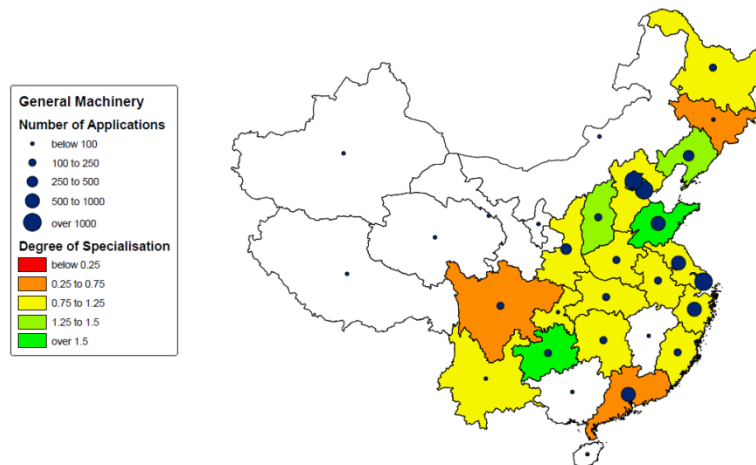 General Machinery
Number of Applications
below 100
100 to 250
250 to 500
500 to 1000
over 1000
Degree of Specialisation
below 0.25
0.25 to 0.75
0.75 to 1.25
1.25 to 1.5
over 1.5